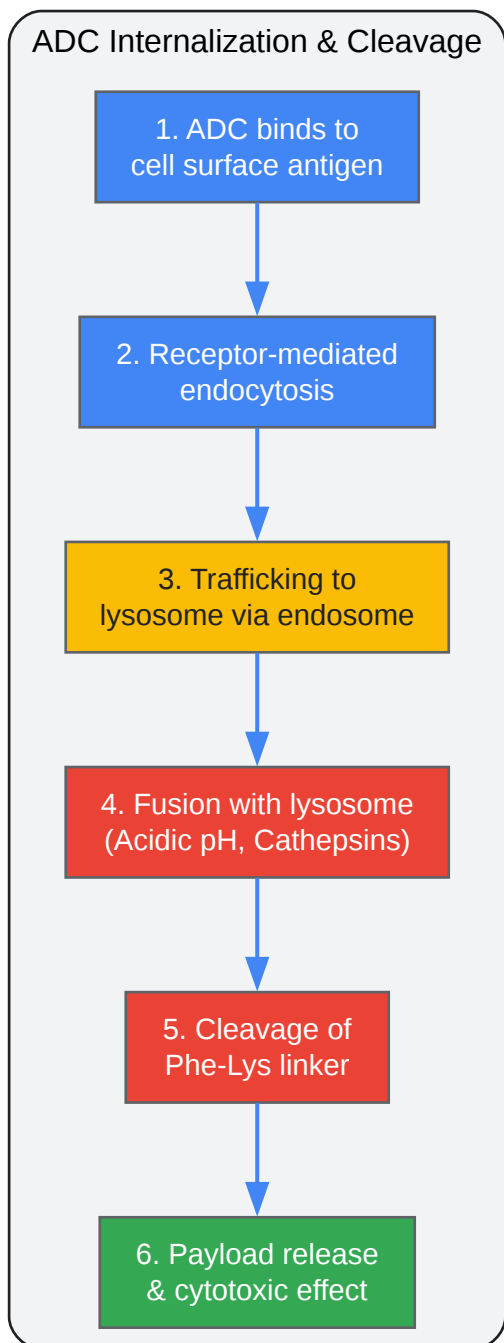 ADC Internalization & Cleavage
1. ADC binds to
cell surface antigen
2. Receptor-mediated
endocytosis
3. Trafficking to
lysosome via endosome
4. Fusion with lysosome
(Acidic pH, Cathepsins)
5. Cleavage of
Phe-Lys linker
6. Payload release
& cytotoxic effect